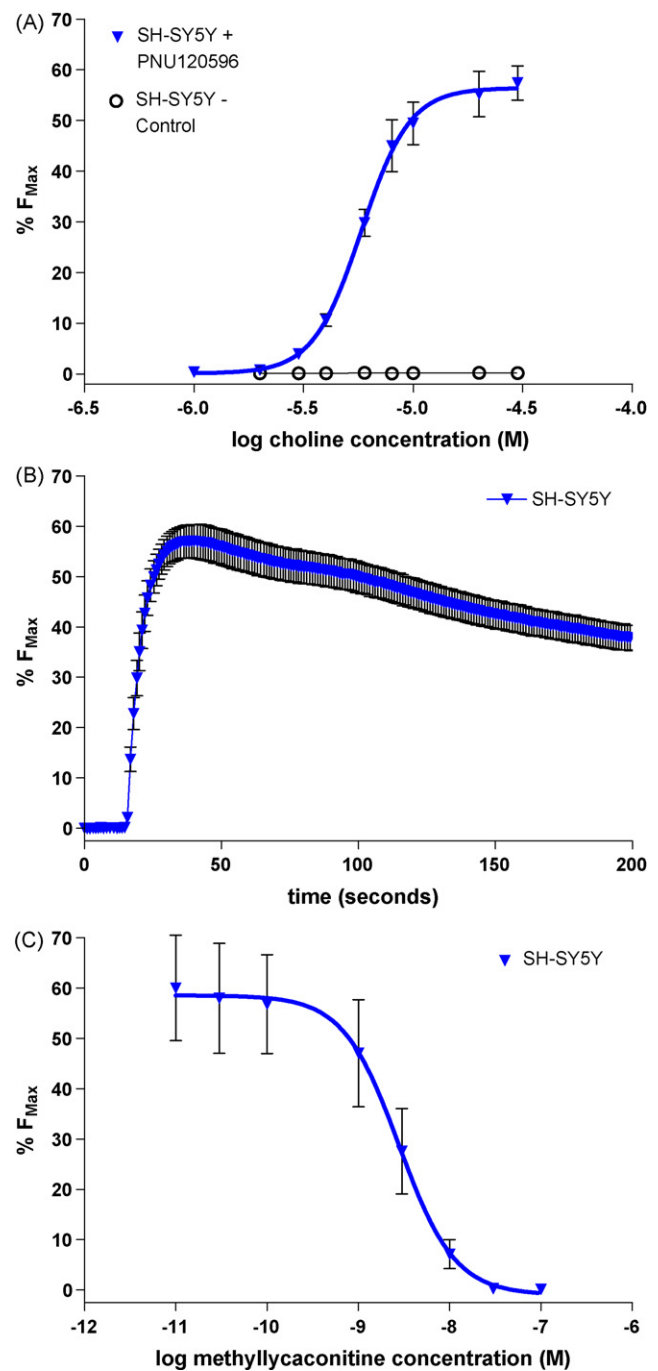 (A)
SH-SY5Y +
PNU120596
SH-SY5Y -
Control
70
60
50
40
30
20
10
0
% FMax
-6.5 -6.0 -5.5 -5.0 -4.5 -4.0
log choline concentration (M)
(B)
SH-SY5Y
70
60
50
40
30
20
10
0
% FMax
0 50 100 150 200
time (seconds)
(C)
SH-SY5Y
70
60
50
40
30
20
10
0
% FMax
-12 -11 -10 -9 -8 -7 -6
log methyllycaconitine concentration (M)